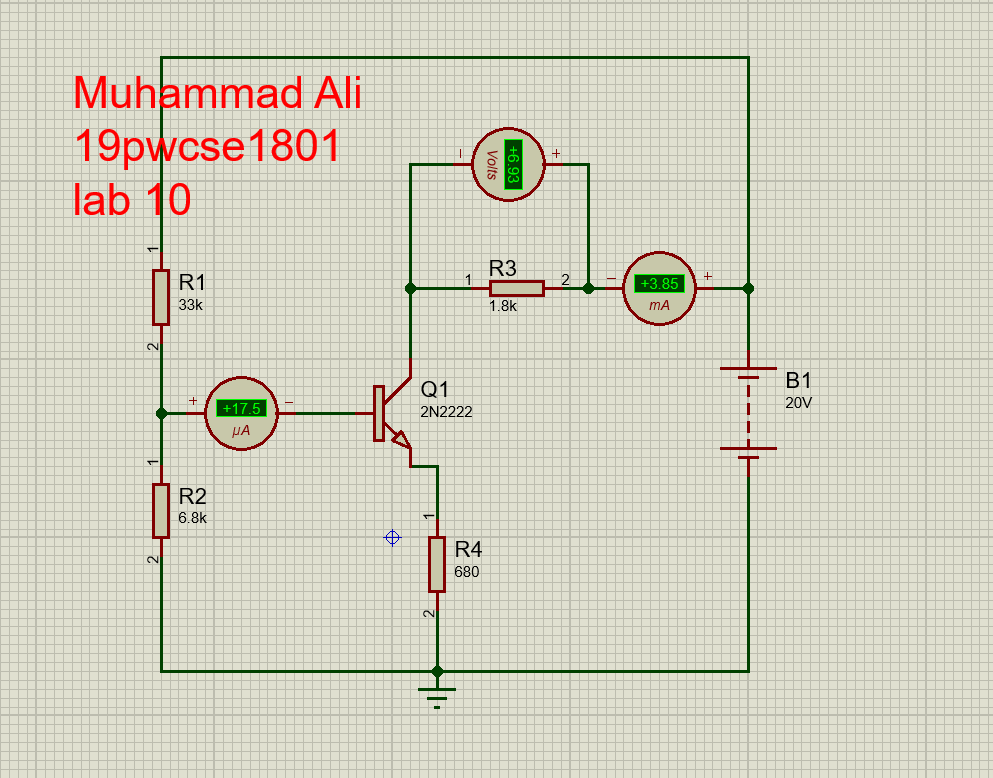 Muhammad Ali
19pwcse1801
lab 10
- +6.93 Volts +
1 R3 2
1.8k
- +3.85 +
mA
1
R1
33k
2
Q1
2N2222
B1
20V
+ +17.5 -
µA
1
R2
6.8k
2
1
R4
680
2